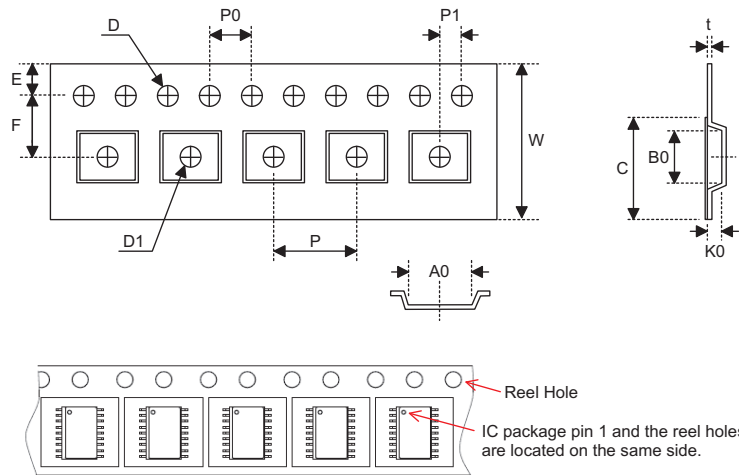 D
P0
P1
t
E
F
W
C
B0
D1
P
K0
A0
Reel Hole
IC package pin 1 and the reel holes
are located on the same side.